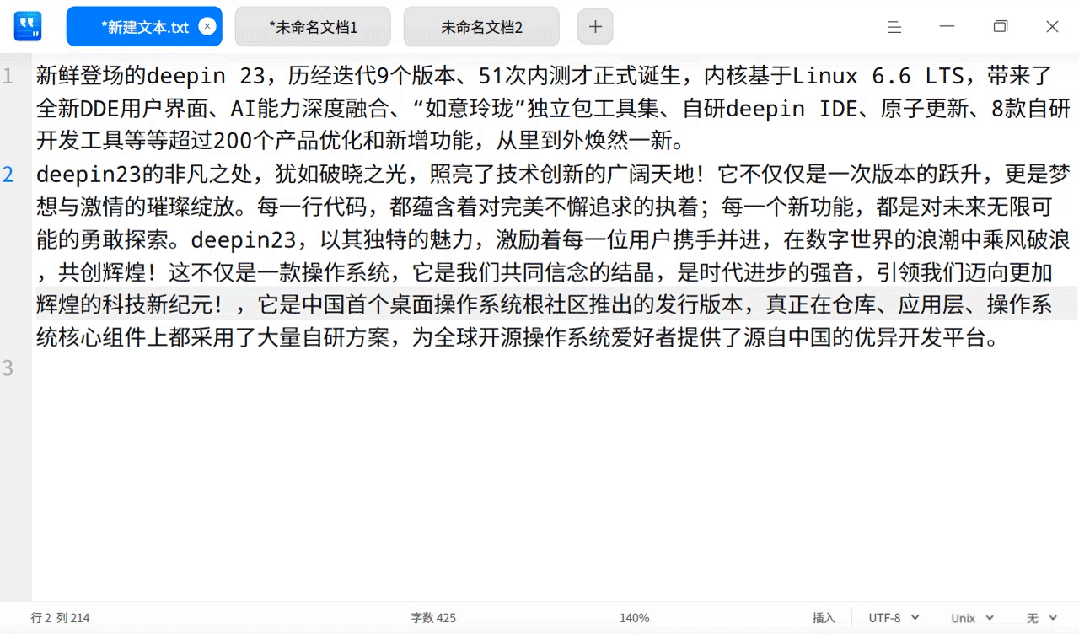 *新建文本.txt
*未命名文档1
未命名文档2
1
新鲜登场的deepin 23，历经迭代9个版本、51次内测才正式诞生，内核基于Linux 6.6 LTS，带来了
全新DDE用户界面、AI能力深度融合、“如意玲珑”独立包工具集、自研deepin IDE、原子更新、8款自研
开发工具等等超过200个产品优化和新增功能，从里到外焕然一新。
2
deepin23的非凡之处，犹如破晓之光，照亮了技术创新的广阔天地！它不仅仅是一次版本的跃升，更是梦
想与激情的璀璨绽放。每一行代码，都蕴含着对完美不懈追求的执着；每一个新功能，都是对未来无限可
能的勇敢探索。deepin23，以其独特的魅力，激励着每一位用户携手并进，在数字世界的浪潮中乘风破浪
，共创辉煌！这不仅是一款操作系统，它是我们共同信念的结晶，是时代进步的强音，引领我们迈向更加
辉煌的科技新纪元！，它是中国首个桌面操作系统根社区推出的发行版本，真正在仓库、应用层、操作系
统核心组件上都采用了大量自研方案，为全球开源操作系统爱好者提供了源自中国的优异开发平台。
3
行 2 列 214
字数 425
140%
插入
UTF-8
Unix
无